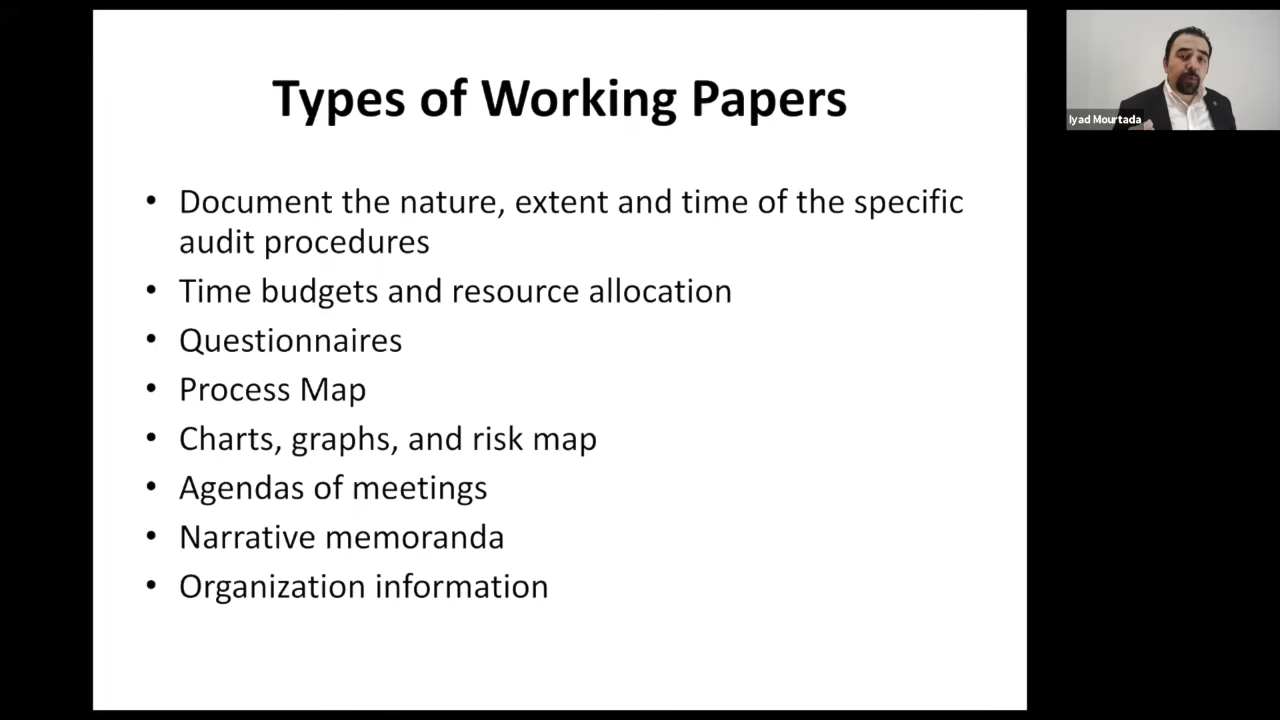 Types of Working Papers
• Document the nature, extent and time of the specific
audit procedures
• Time budgets and resource allocation
• Questionnaires
• Process Map
• Charts, graphs, and risk map
• Agendas of meetings
• Narrative memoranda
• Organization information
Iyad Mourtada